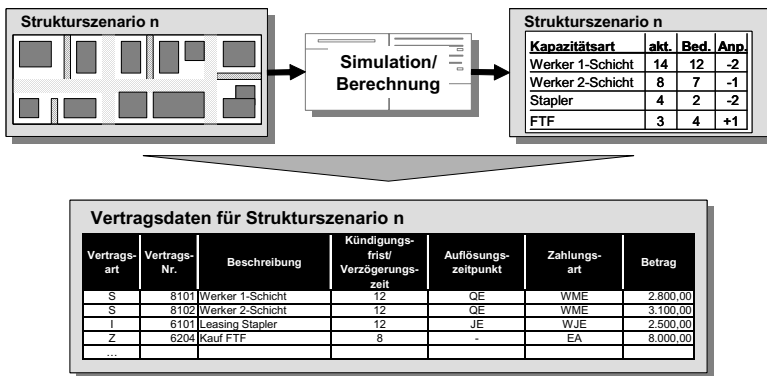 Strukturszenario n
Simulation/
Berechnung
Strukturszenario n
Kapazitätsart akt. Bed. Anp.
Werker 1-Schicht 14 12 -2
Werker 2-Schicht 8 7 -1
Stapler 4 2 -2
FTF 3 4 +1
Vertragsdaten für Strukturszenario n
Vertrags-
art
Vertrags-
Nr.
Beschreibung
Kündigungs-
frist/
Verzögerungs-
zeit
Auflösungs-
zeitpunkt
Zahlungs-
art
Betrag
S 8101 Werker 1-Schicht 12 QE WME 2.800,00
S 8102 Werker 2-Schicht 12 QE WME 3.100,00
I 6101 Leasing Stapler 12 JE WJE 2.500,00
Z 6204 Kauf FTF 8 - EA 8.000,00
...